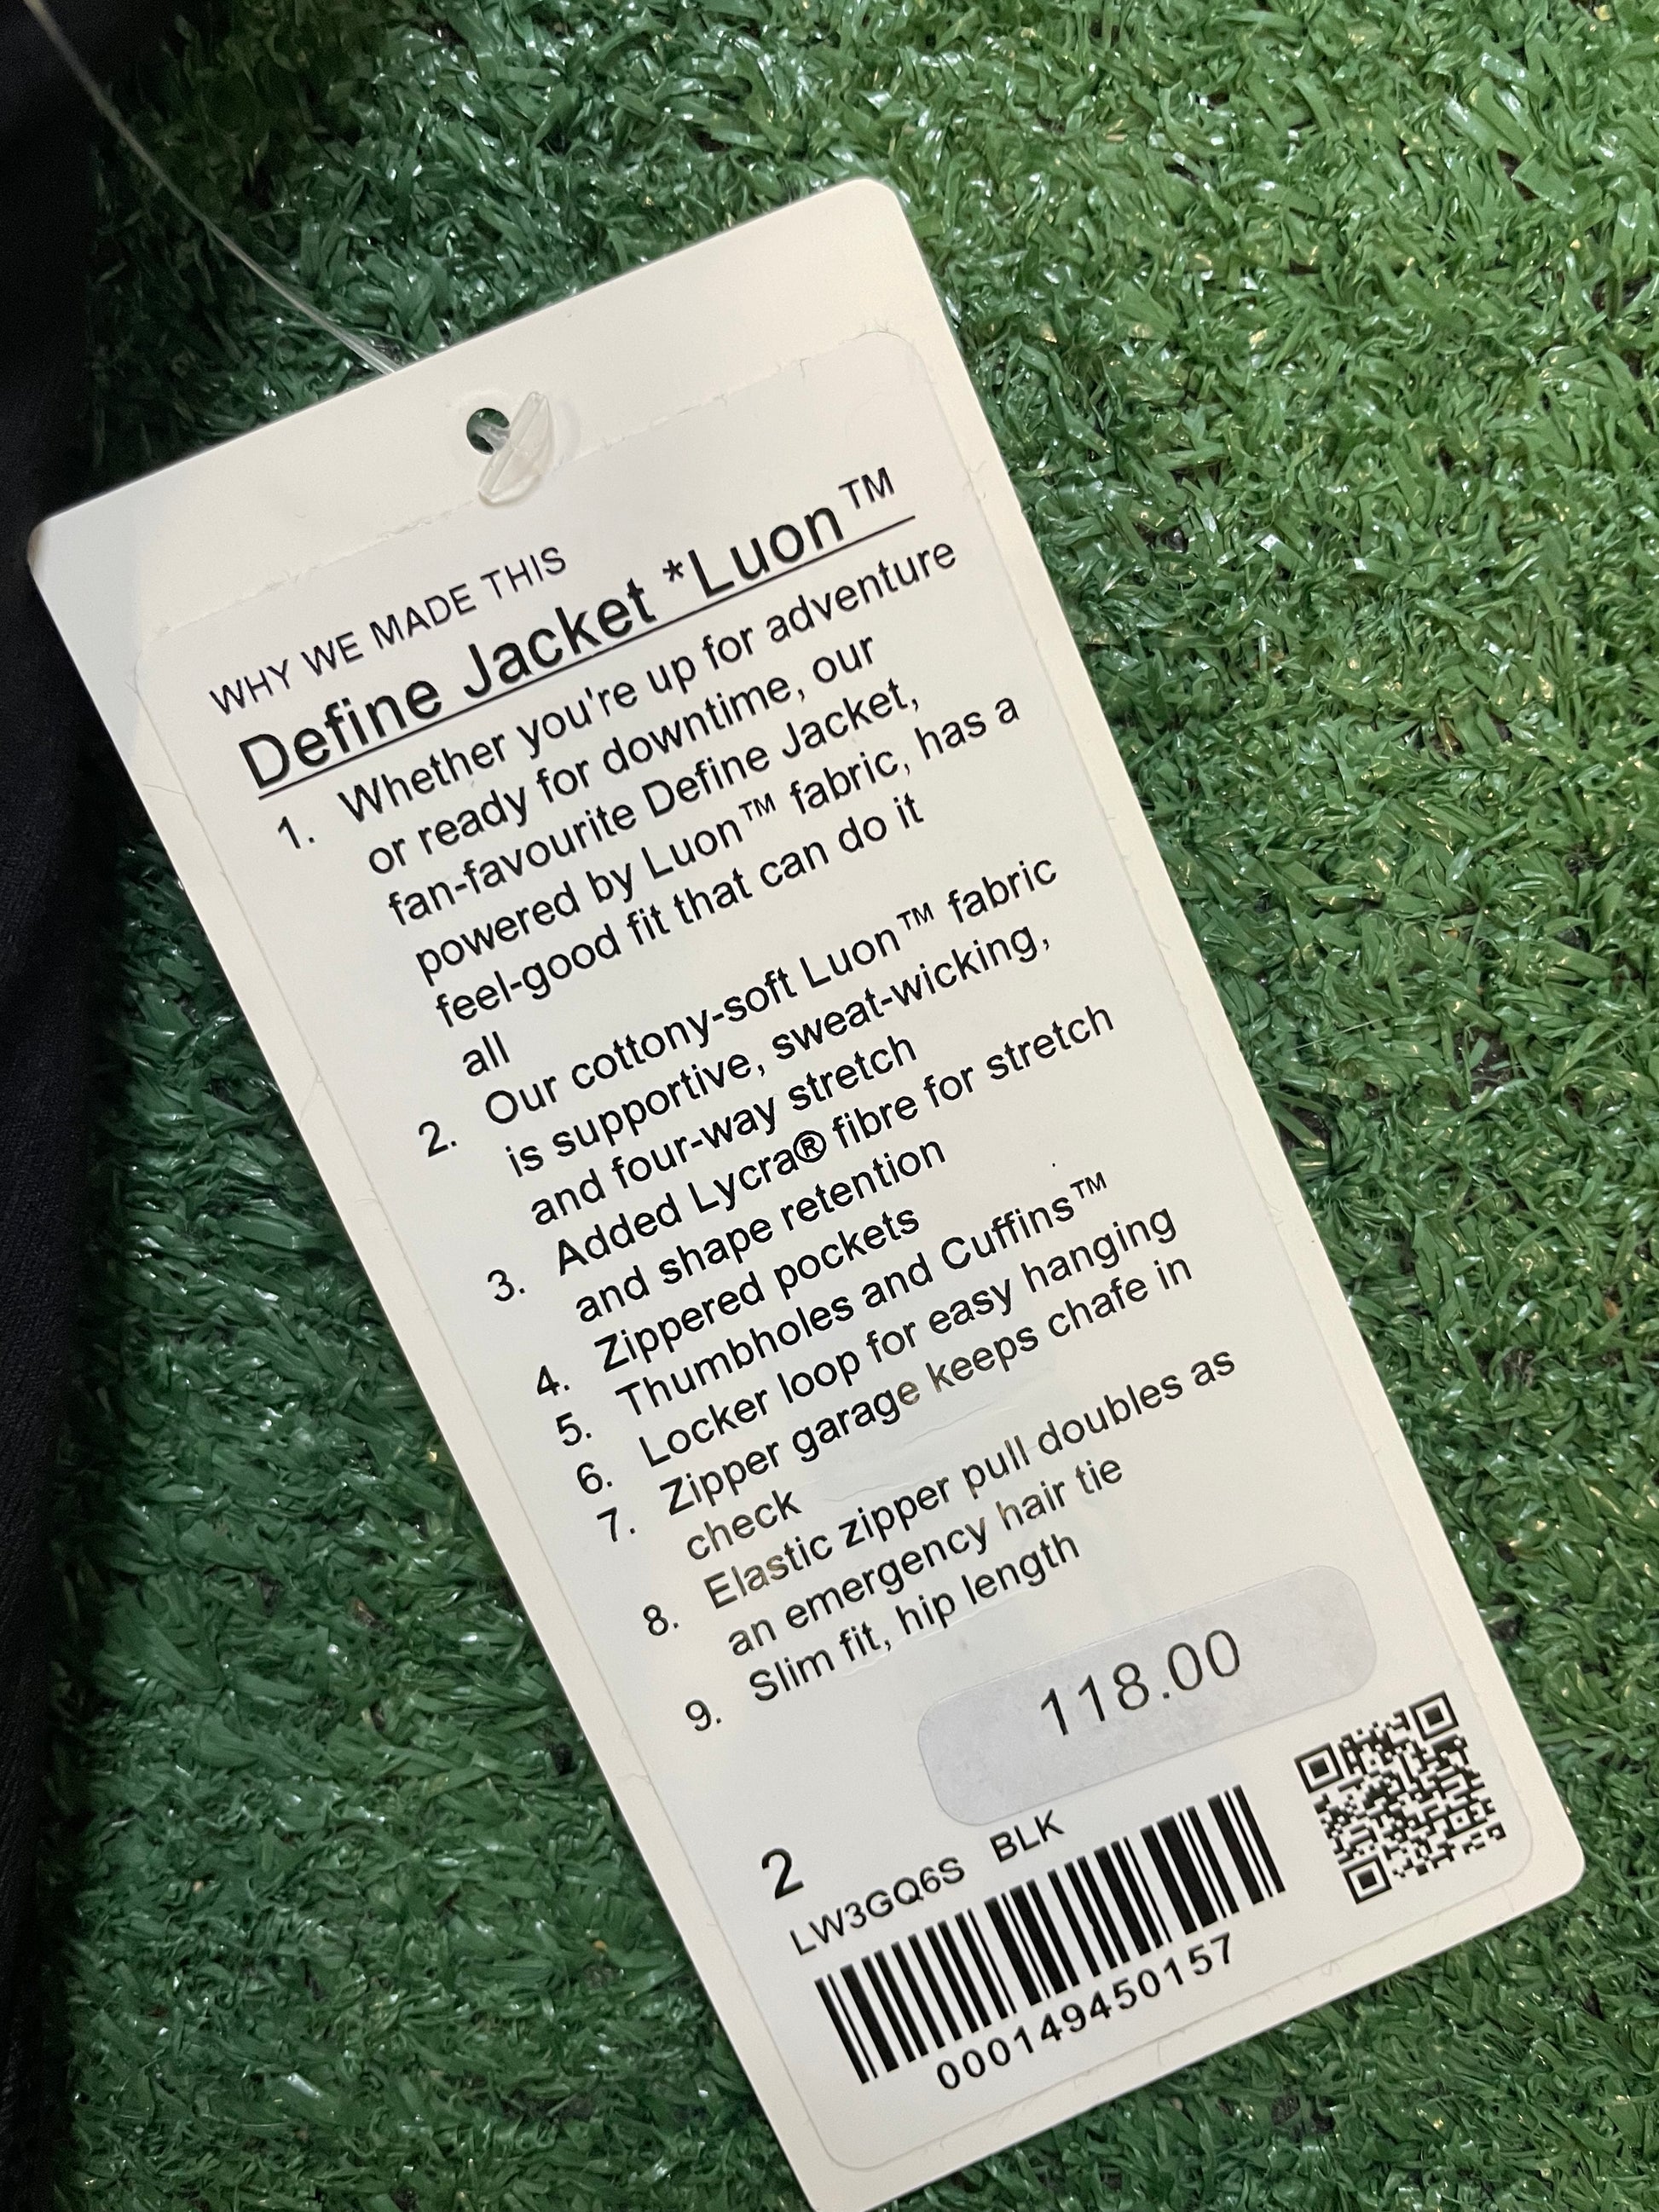 WHY WE MADE THIS
Define Jacket *Luon™
1. Whether you're up for adventure
or ready for downtime, our
fan-favourite Define Jacket,
powered by Luon™ fabric, has a
feel-good fit that can do it
all
2. Our cottony-soft Luon™ fabric
is supportive, sweat-wicking,
and four-way stretch
3. Added Lycra® fibre for stretch
and shape retention
4. Zippered pockets
5. Thumbholes and Cuffins™
6. Locker loop for easy hanging
7. Zipper garage keeps chafe in
check
8. Elastic zipper pull doubles as
an emergency hair tie
9. Slim fit, hip length
118.00
2
LW3GQ6S BLK
000149450157